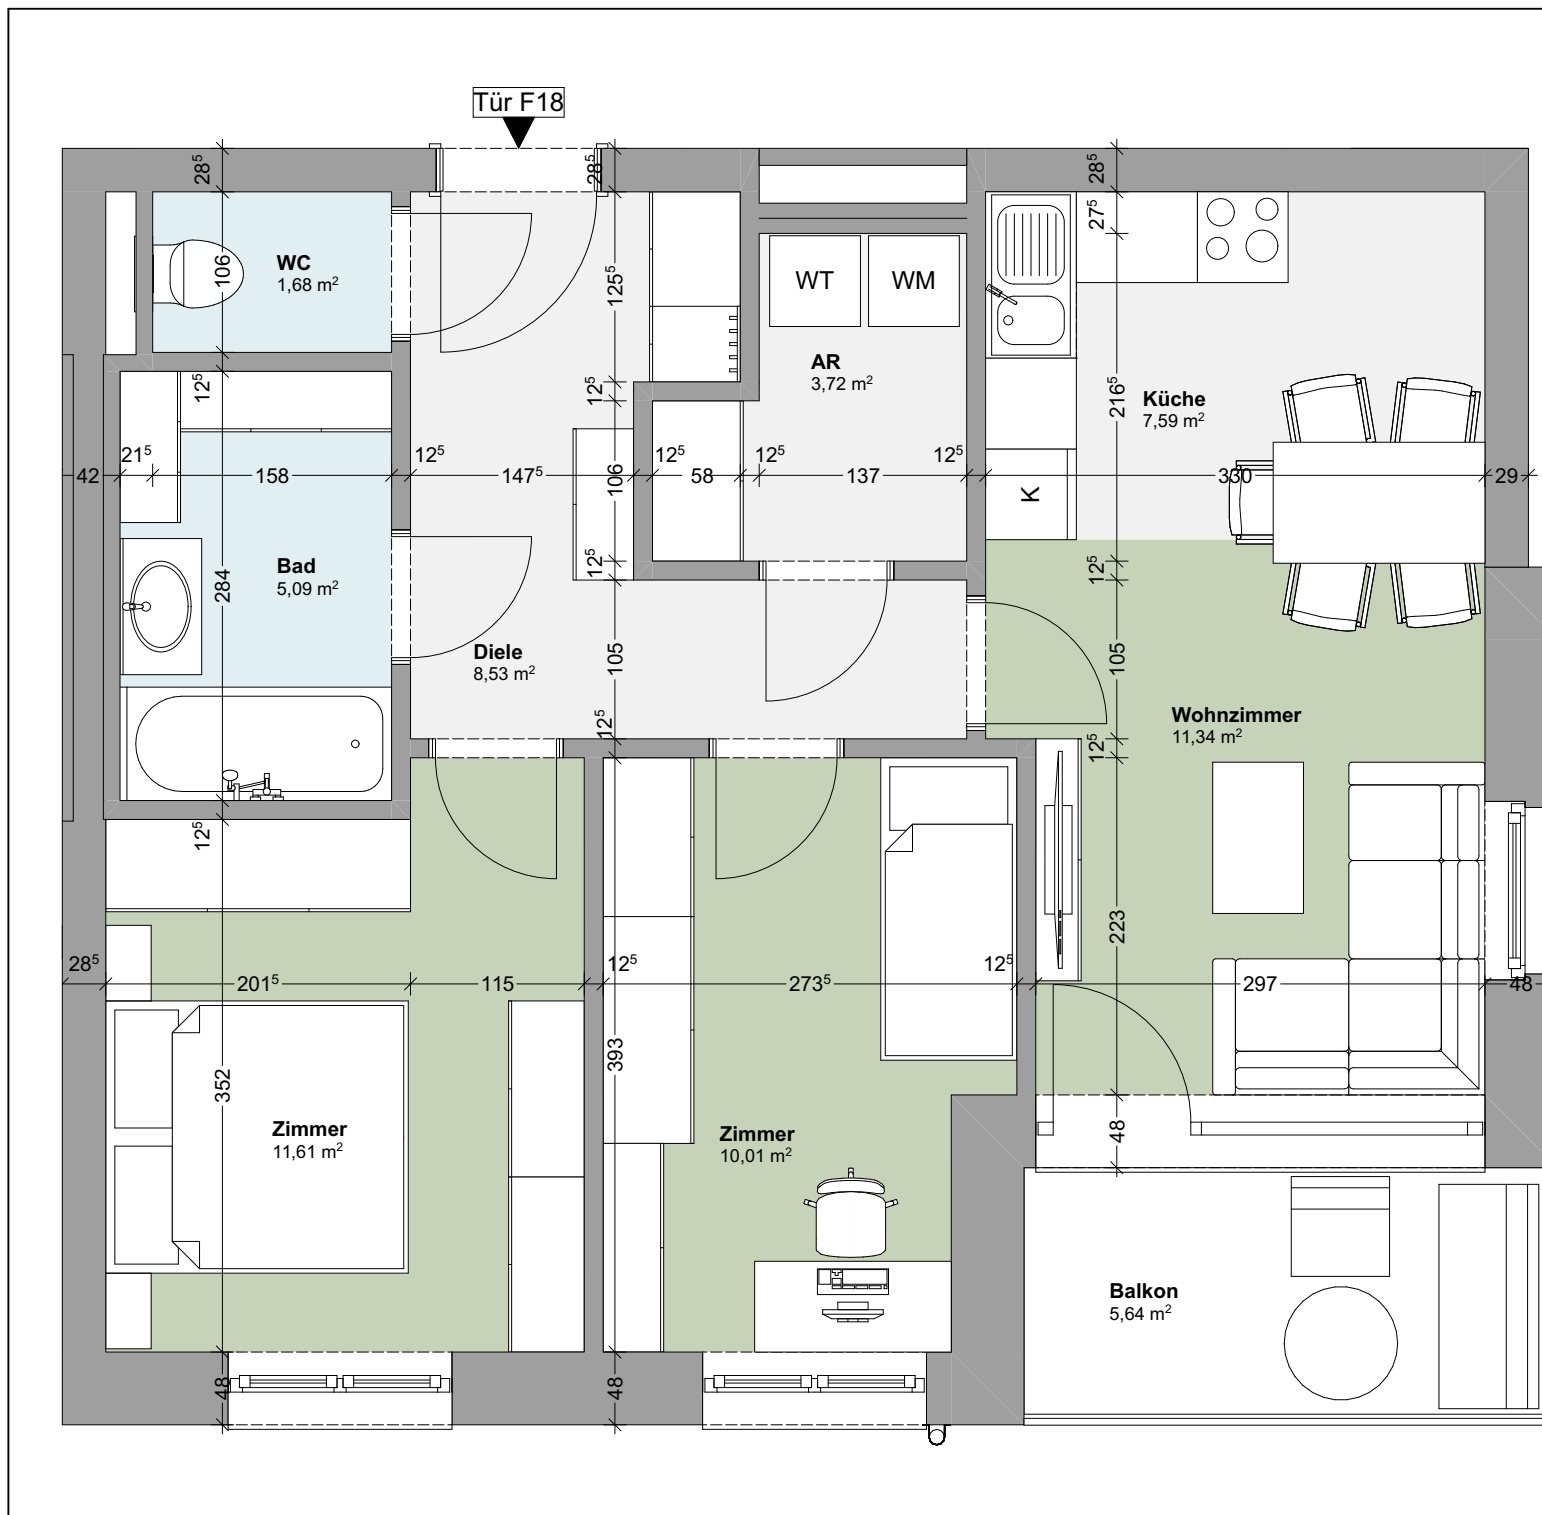 Tür F18
28⁵
28⁵
28⁵
27⁵
WC
1,68 m²
106
125⁵
WT
WM
AR
3,72 m²
216⁵
Küche
7,59 m²
12⁵
12⁵
42
21⁵
158
12⁵
147⁵
106
12⁵
58
12⁵
137
12⁵
K
330
29
Bad
5,09 m²
284
12⁵
12⁵
Diele
8,53 m²
105
105
Wohnzimmer
11,34 m²
12⁵
12⁵
12⁵
223
28⁵
201⁵
115
12⁵
273⁵
12⁵
297
48
352
393
Zimmer
11,61 m²
Zimmer
10,01 m²
48
Balkon
5,64 m²
48
48